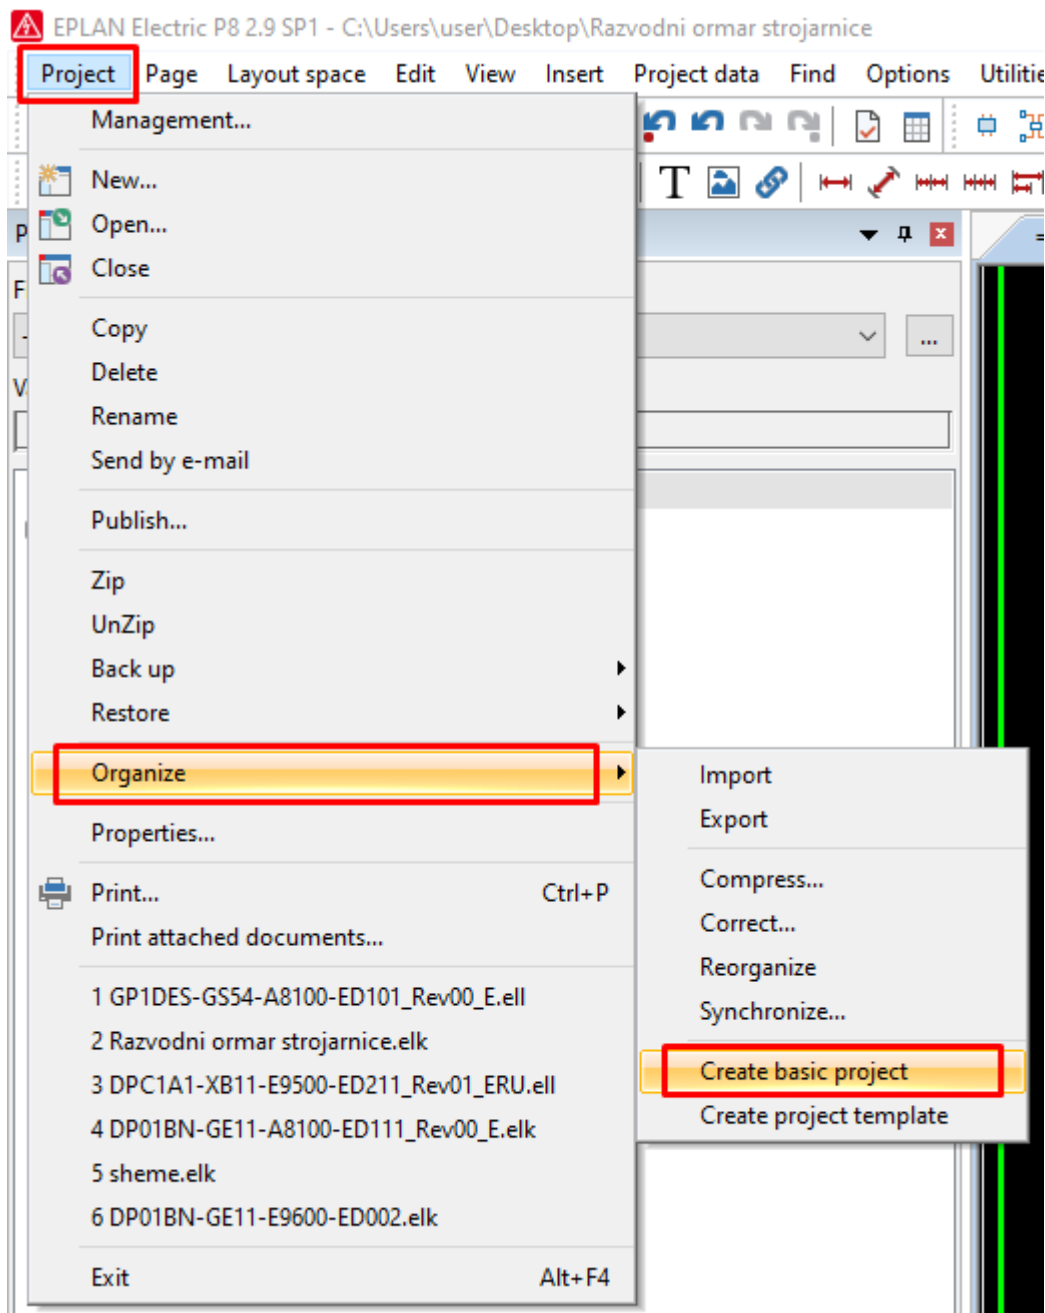 EPLAN Electric P8 2.9 SP1 - C:\Users\user\Desktop\Razvodni ormar strojarnice
Project Page Layout space Edit View Insert Project data Find Options Utilitie
Management...
New...
Open...
Close
Copy
Delete
Rename
Send by e-mail
Publish...
Zip
UnZip
Back up
Restore
Organize
Properties...
Print... Ctrl+P
Print attached documents...
1 GP1DES-GS54-A8100-ED101_Rev00_E.ell
2 Razvodni ormar strojarnice.elk
3 DPC1A1-XB11-E9500-ED211_Rev01_ERU.ell
4 DP01BN-GE11-A8100-ED111_Rev00_E.elk
5 sheme.elk
6 DP01BN-GE11-E9600-ED002.elk
Exit Alt+F4
Import
Export
Compress...
Correct...
Reorganize
Synchronize...
Create basic project
Create project template